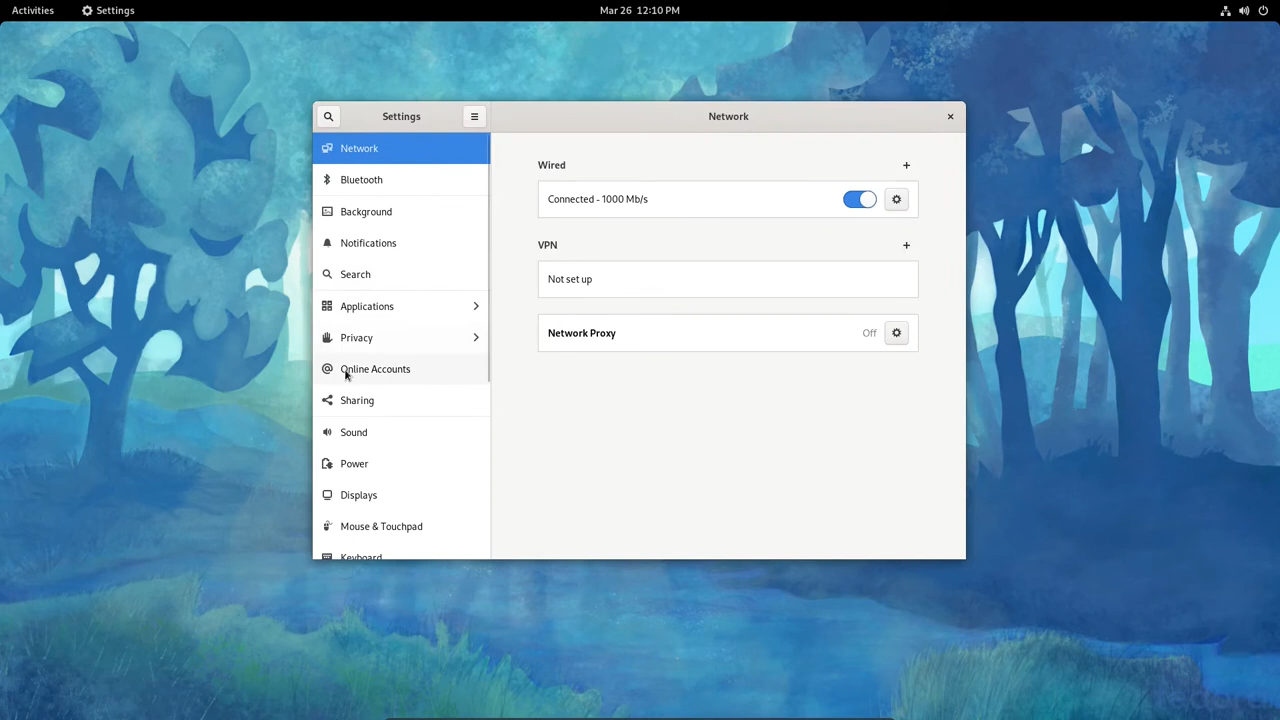 Activities
Settings
Mar 26 12:10 PM
Settings
Network
Network
Bluetooth
Background
Notifications
Search
Applications
Privacy
Online Accounts
Sharing
Sound
Power
Displays
Mouse & Touchpad
Keyboard
Wired
Connected - 1000 Mb/s
VPN
Not set up
Network Proxy
Off